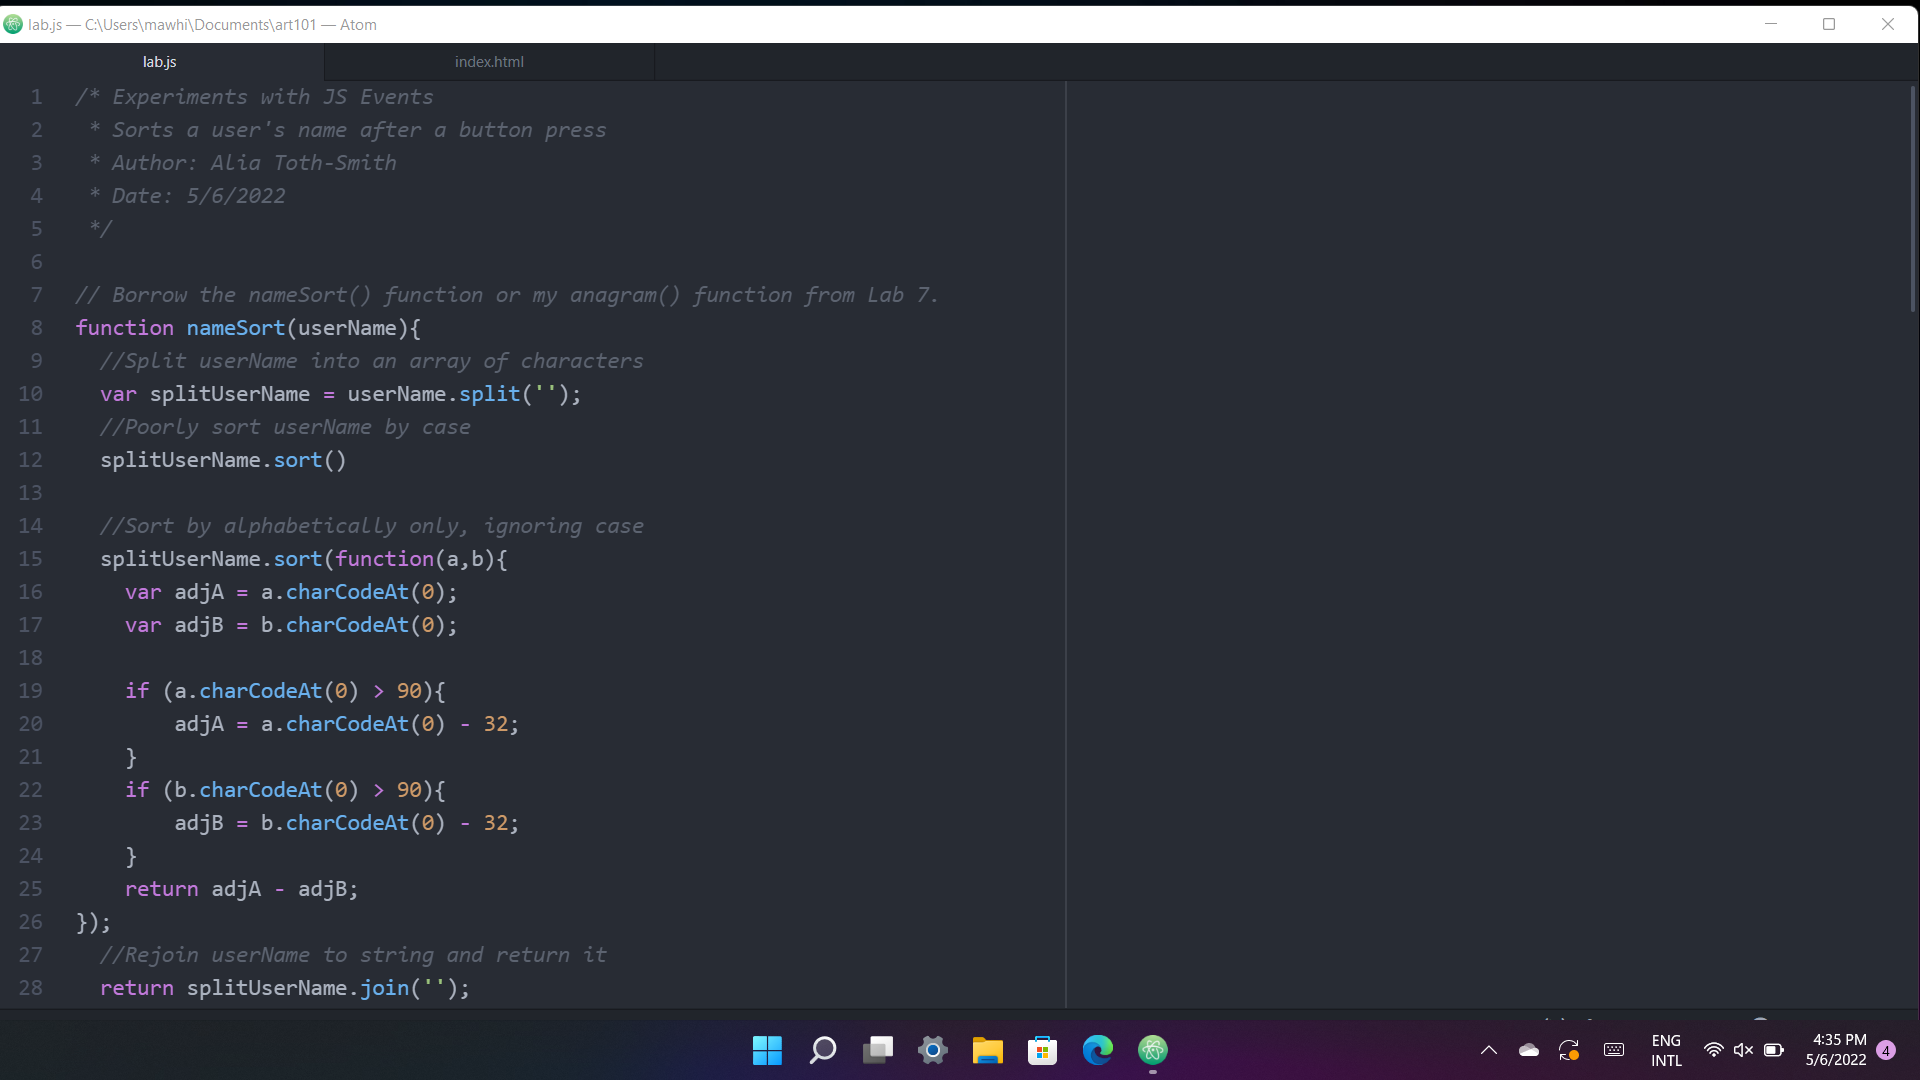 lab.js — C:\Users\mawhi\Documents\art101 — Atom
lab.js
index.html
1 /* Experiments with JS Events
2  * Sorts a user's name after a button press
3  * Author: Alia Toth-Smith
4  * Date: 5/6/2022
5  */
6
7 // Borrow the nameSort() function or my anagram() function from Lab 7.
8 function nameSort(userName){
9   //Split userName into an array of characters
10   var splitUserName = userName.split('');
11   //Poorly sort userName by case
12   splitUserName.sort()
13
14   //Sort by alphabetically only, ignoring case
15   splitUserName.sort(function(a,b){
16     var adjA = a.charCodeAt(0);
17     var adjB = b.charCodeAt(0);
18
19     if (a.charCodeAt(0) > 90){
20         adjA = a.charCodeAt(0) - 32;
21     }
22     if (b.charCodeAt(0) > 90){
23         adjB = b.charCodeAt(0) - 32;
24     }
25     return adjA - adjB;
26 });
27   //Rejoin userName to string and return it
28   return splitUserName.join('');
ENG
INTL
4:35 PM
5/6/2022
4